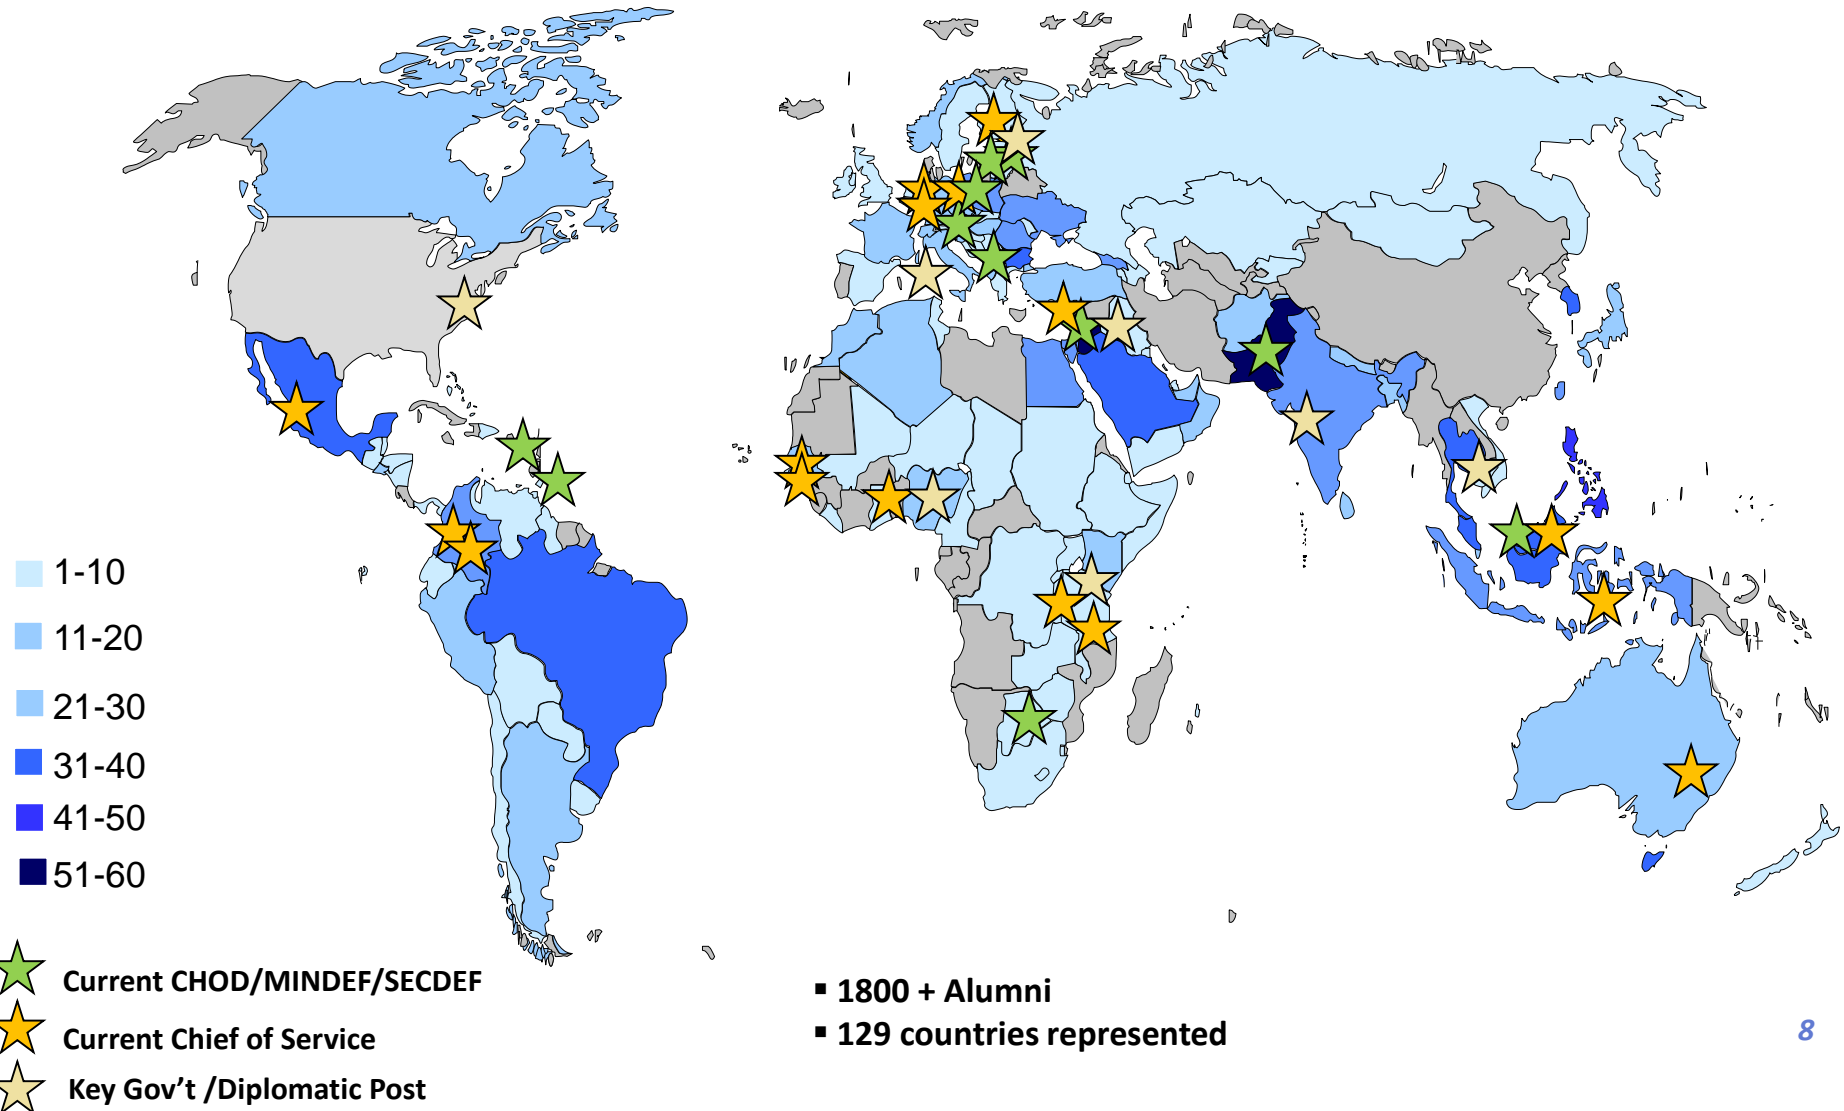 1-10
11-20
21-30
31-40
41-50
51-60
Current CHOD/MINDEF/SECDEF
Current Chief of Service
Key Gov't /Diplomatic Post
▪ 1800 + Alumni
▪ 129 countries represented
8